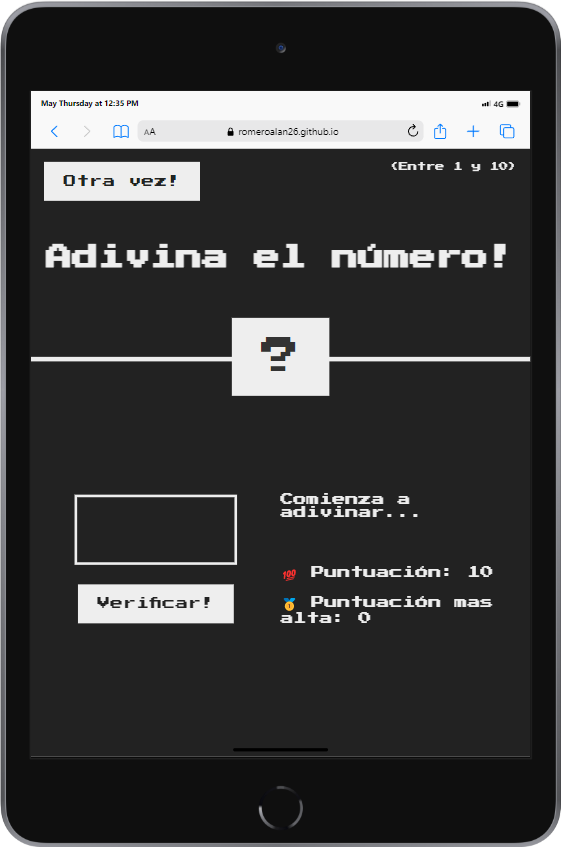 May Thursday at 12:35 PM
4G
AA
romeroalan26.github.io
Otra vez!
(Entre 1 y 10)
Adivina el número!
?
Comienza a
adivinar...
💯 Puntuación: 10
Verificar!
🥇 Puntuación mas
alta: 0